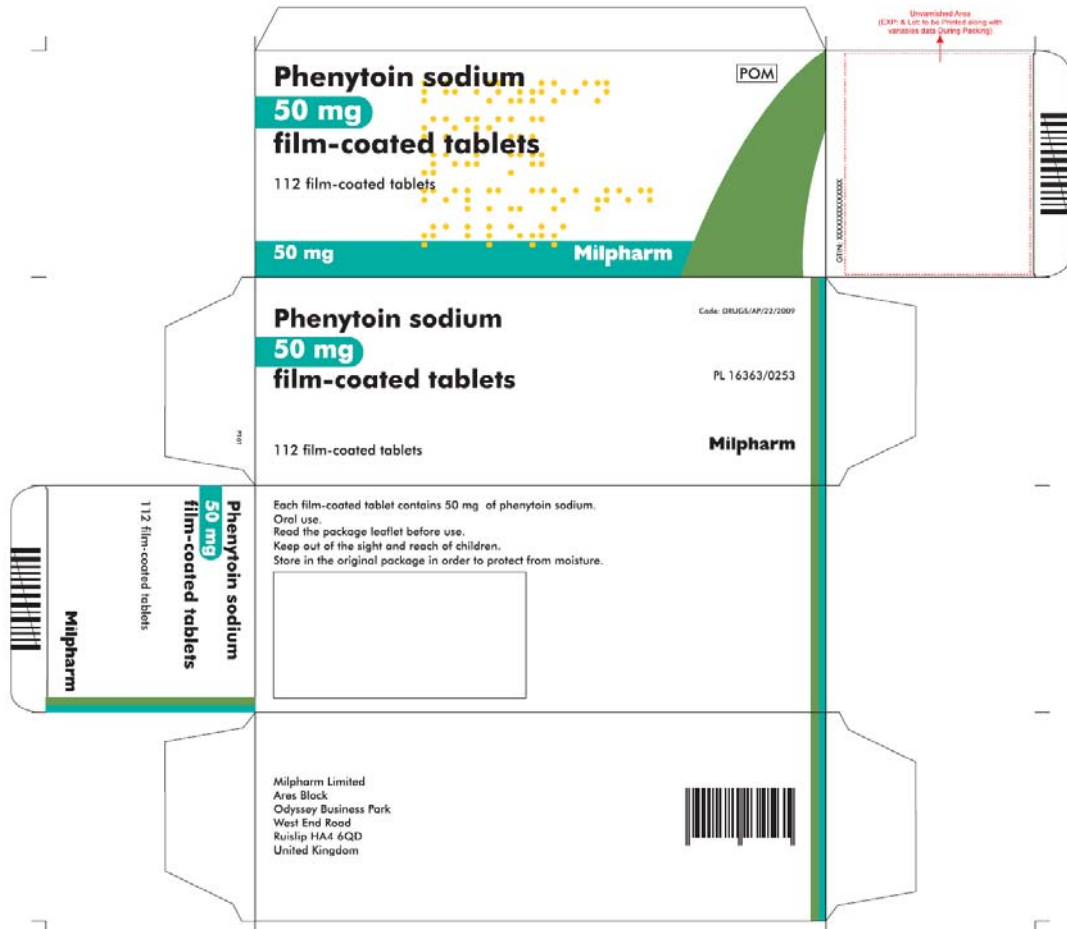 Unvarnished Area
(EXP: & Lot: to be Printed along with
variables data During Packing)
Phenytoin sodium
50 mg
film-coated tablets
112 film-coated tablets
POM
50 mg
Milpharm
GTIN: XXXXXXXXXXXXXX
Phenytoin sodium
50 mg
film-coated tablets
112 film-coated tablets
Code: DRUGS/AP/22/2009
PL 16363/0253
Milpharm
Phenytoin sodium
50 mg
film-coated tablets
112 film-coated tablets
Milpharm
Each film-coated tablet contains 50 mg of phenytoin sodium.
Oral use.
Read the package leaflet before use.
Keep out of the sight and reach of children.
Store in the original package in order to protect from moisture.
Milpharm Limited
Ares Block
Odyssey Business Park
West End Road
Ruislip HA4 6QD
United Kingdom